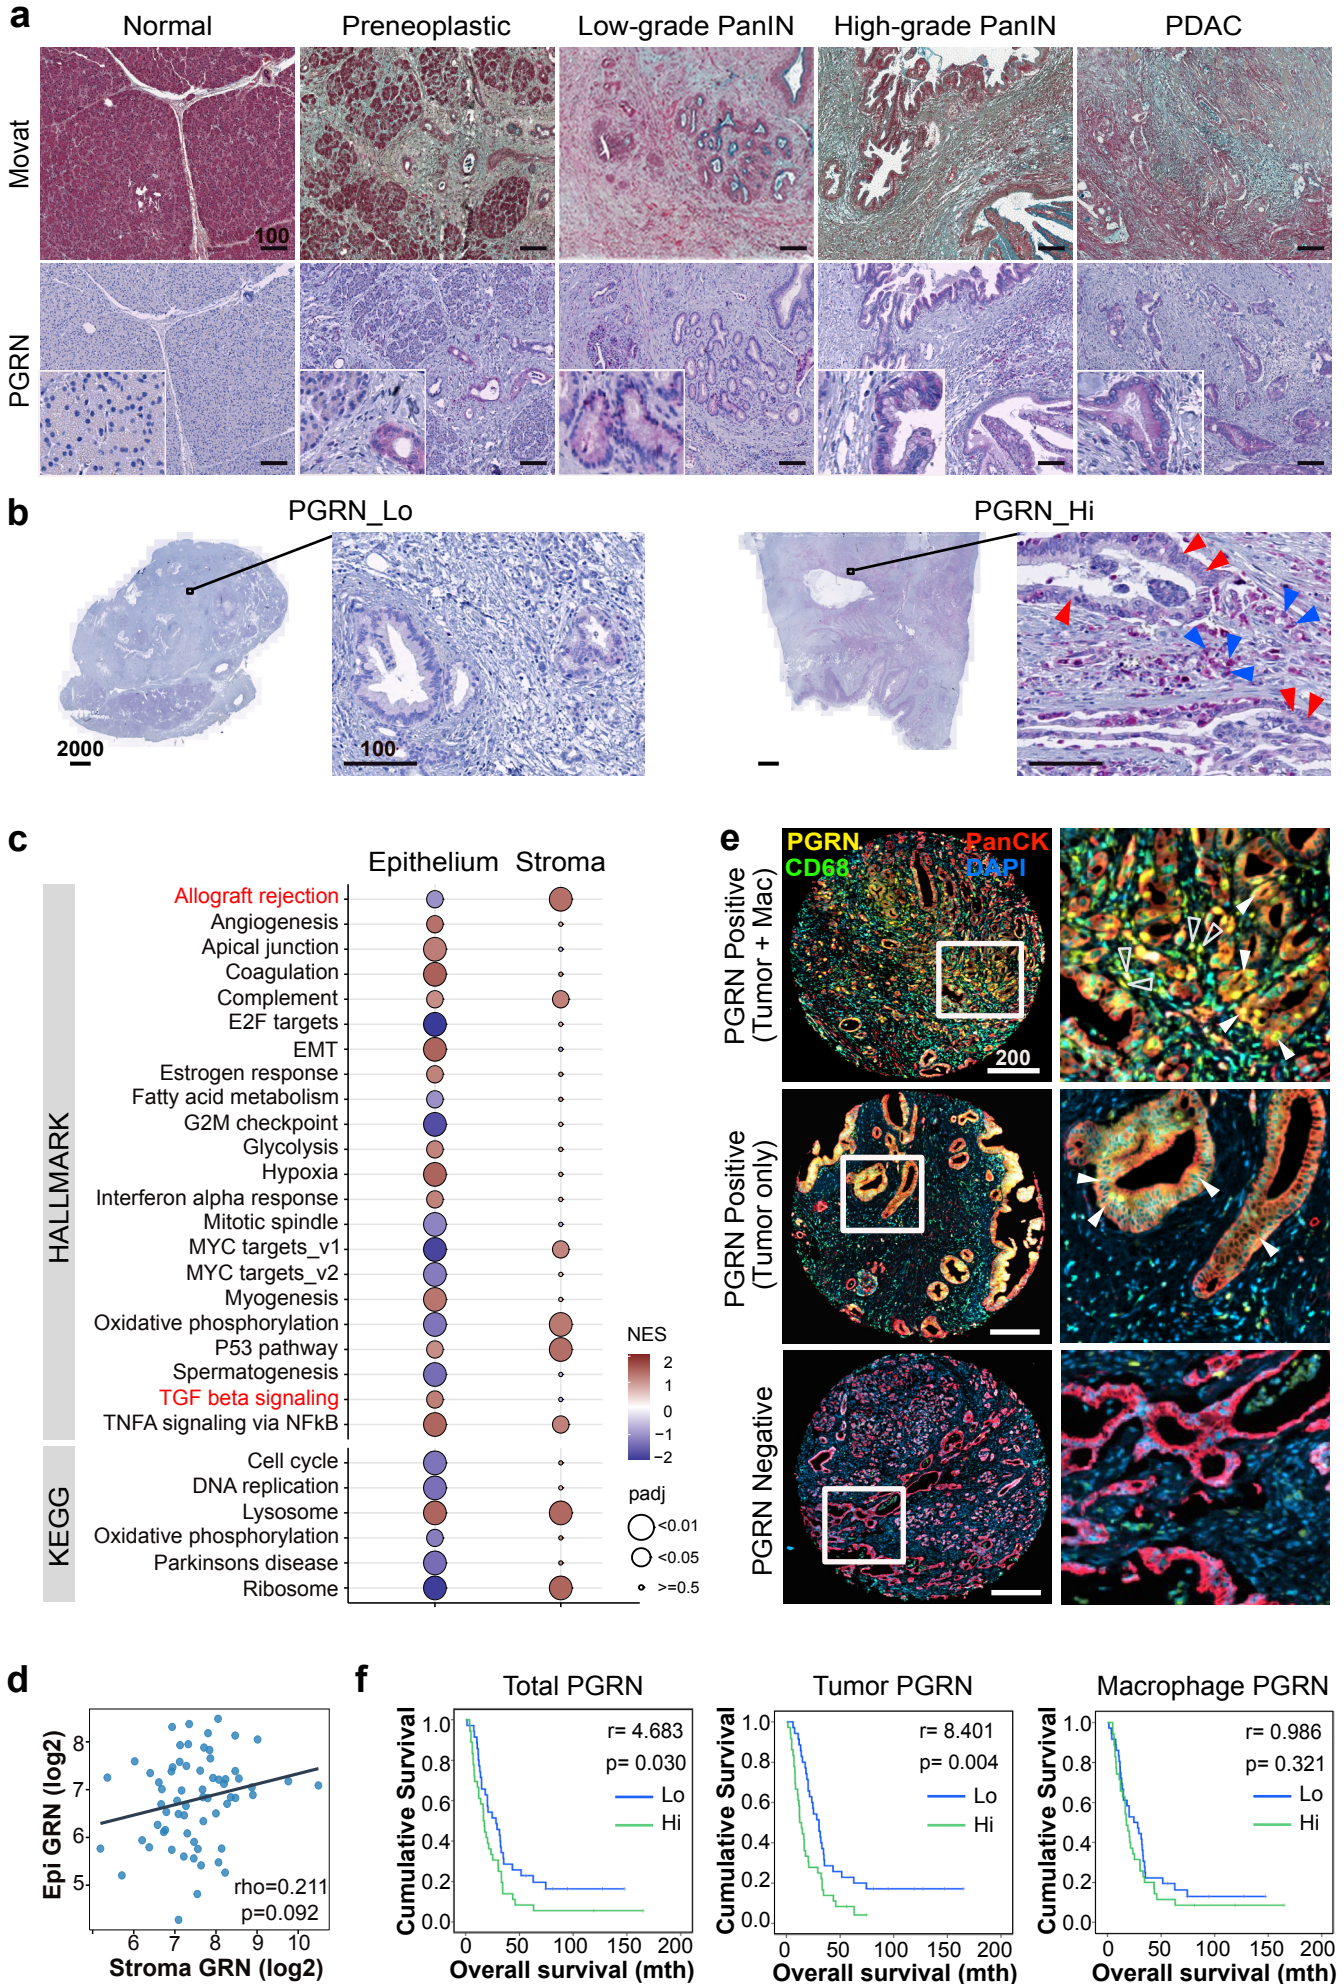 a
Normal
Preneoplastic
Low-grade PanIN
High-grade PanIN
PDAC
Movat
100
PGRN
b
PGRN_Lo
PGRN_Hi
2000
100
c
Epithelium
Stroma
HALLMARK
Allograft rejection
Angiogenesis
Apical junction
Coagulation
Complement
E2F targets
EMT
Estrogen response
Fatty acid metabolism
G2M checkpoint
Glycolysis
Hypoxia
Interferon alpha response
Mitotic spindle
MYC targets_v1
MYC targets_v2
Myogenesis
Oxidative phosphorylation
P53 pathway
Spermatogenesis
TGF beta signaling
TNFA signaling via NFkB
KEGG
Cell cycle
DNA replication
Lysosome
Oxidative phosphorylation
Parkinsons disease
Ribosome
NES
2
1
0
−1
−2
padj
<0.01
<0.05
>=0.5
e
PGRN
PanCK
CD68
DAPI
PGRN Positive
(Tumor + Mac)
200
PGRN Positive
(Tumor only)
PGRN Negative
d
Epi GRN (log2)
8
7
6
5
rho=0.211
p=0.092
6 7 8 9 10
Stroma GRN (log2)
f
Total PGRN
Cumulative Survival
1.0
0.8
0.6
0.4
0.2
0.0
r= 4.683
p= 0.030
Lo
Hi
0 50 100 150 200
Overall survival (mth)
Tumor PGRN
Cumulative Survival
1.0
0.8
0.6
0.4
0.2
0.0
r= 8.401
p= 0.004
Lo
Hi
0 50 100 150 200
Overall survival (mth)
Macrophage PGRN
Cumulative Survival
1.0
0.8
0.6
0.4
0.2
0.0
r= 0.986
p= 0.321
Lo
Hi
0 50 100 150 200
Overall survival (mth)